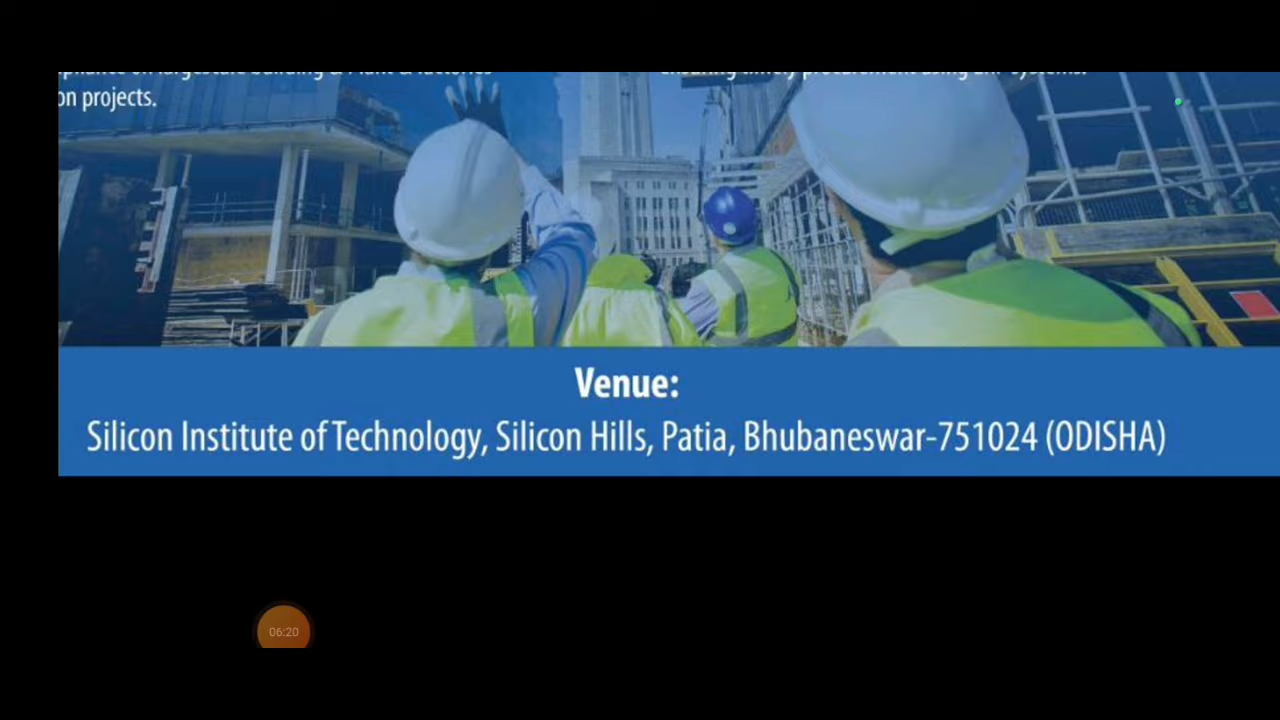 on projects.
Venue:
Silicon Institute of Technology, Silicon Hills, Patia, Bhubaneswar-751024 (ODISHA)
06:20